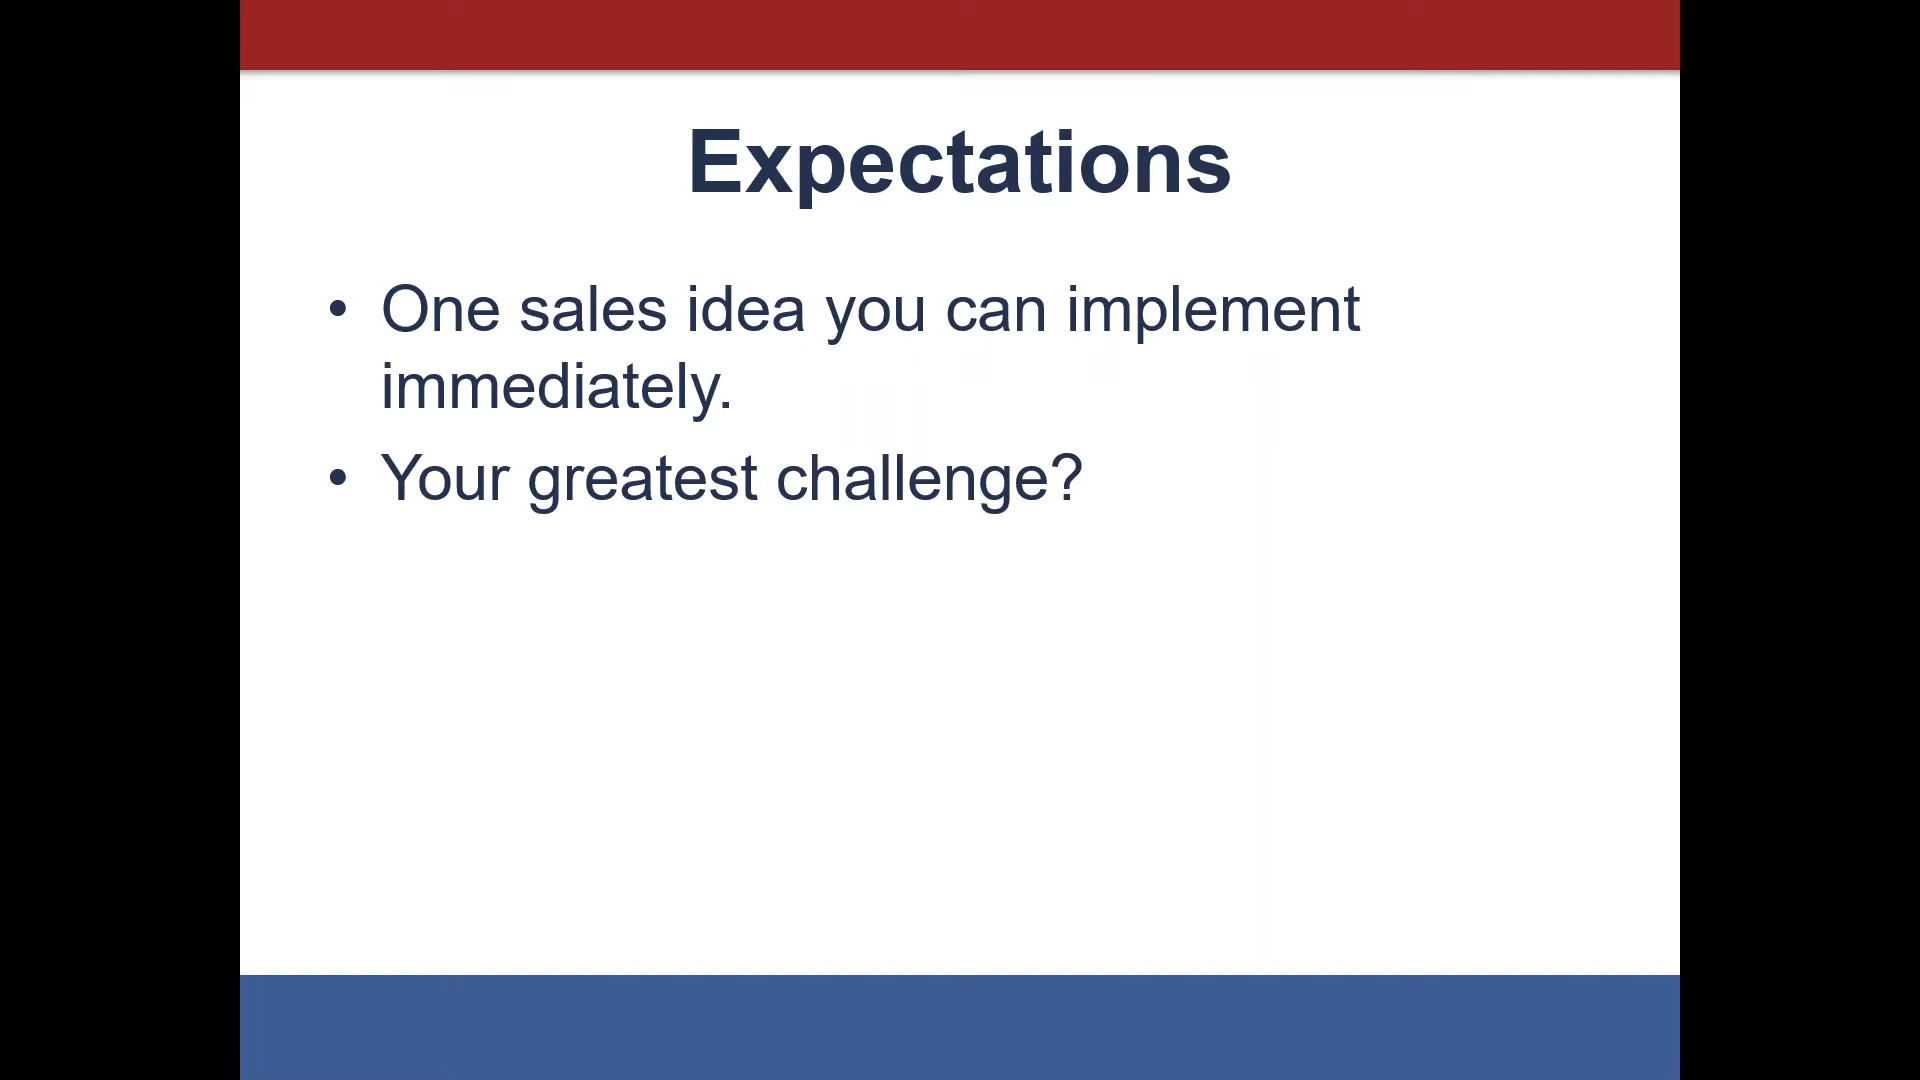 Expectations
• One sales idea you can implement
immediately.
• Your greatest challenge?